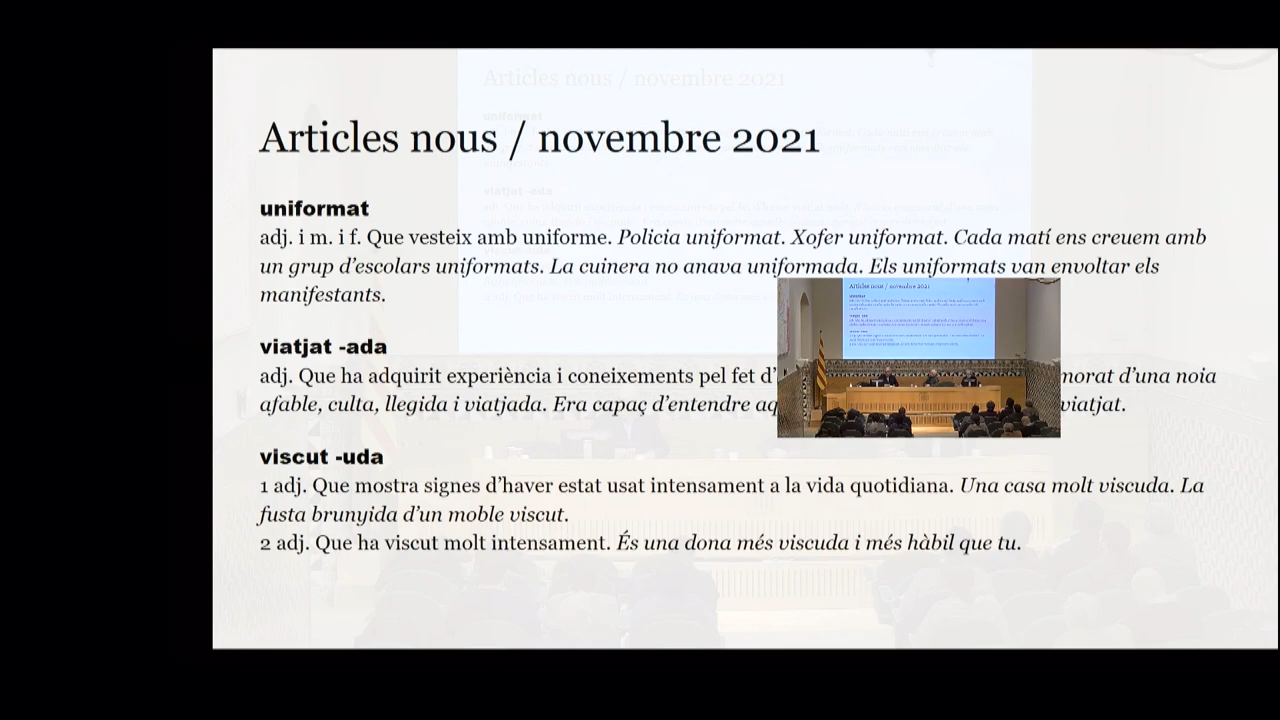 Articles nous / novembre 2021
uniformat
adj. i m. i f. Que vesteix amb uniforme. Policia uniformat. Xofer uniformat. Cada matí ens creuem amb
un grup d’escolars uniformats. La cuinera no anava uniformada. Els uniformats van envoltar els
manifestants.
viatjat -ada
adj. Que ha adquirit experiència i coneixements pel fet d’ morat d’una noia
afable, culta, llegida i viatjada. Era capaç d’entendre aq viatjat.
viscut -uda
1 adj. Que mostra signes d’haver estat usat intensament a la vida quotidiana. Una casa molt viscuda. La
fusta brunyida d’un moble viscut.
2 adj. Que ha viscut molt intensament. És una dona més viscuda i més hàbil que tu.
Articles nous / novembre 2021